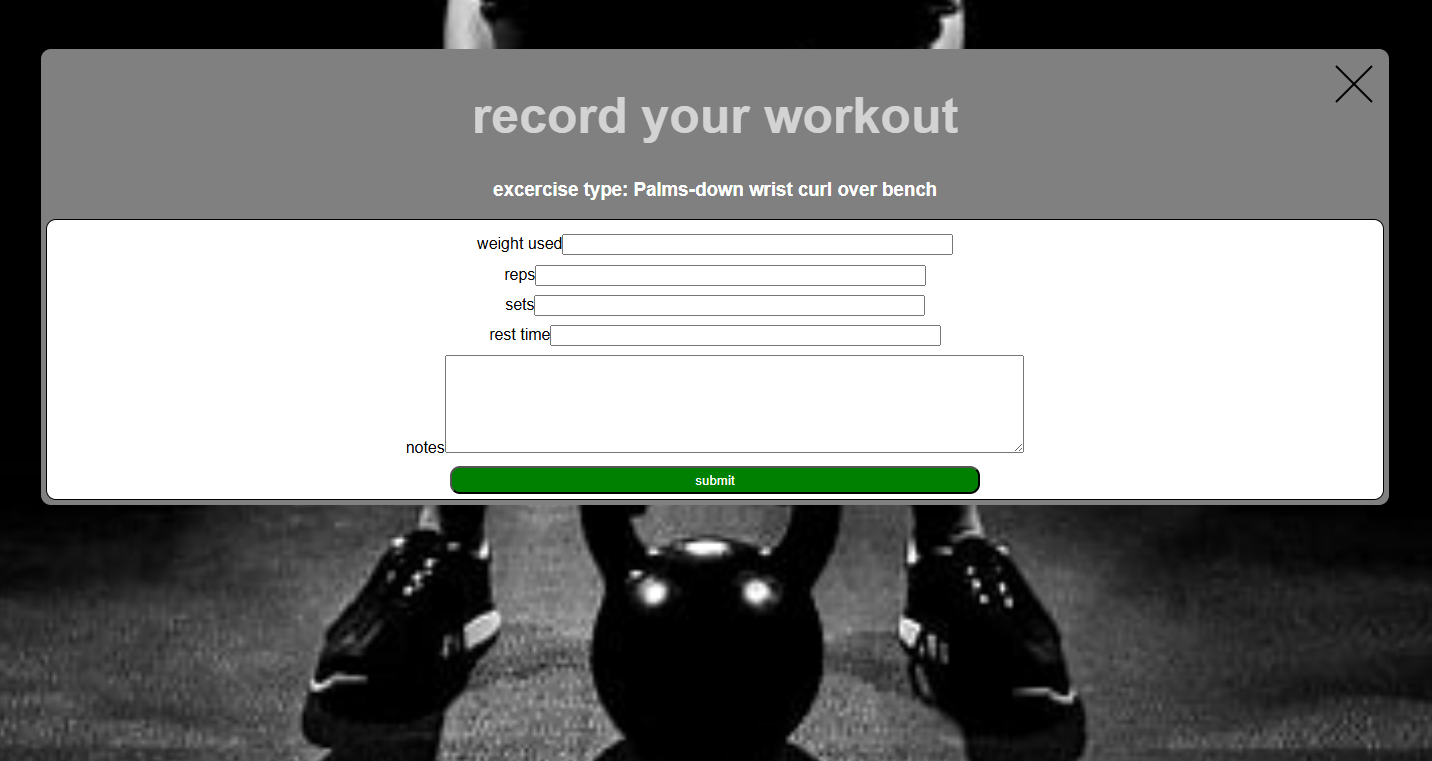 record your workout
excercise type: Palms-down wrist curl over bench
weight used
reps
sets
rest time
notes
submit